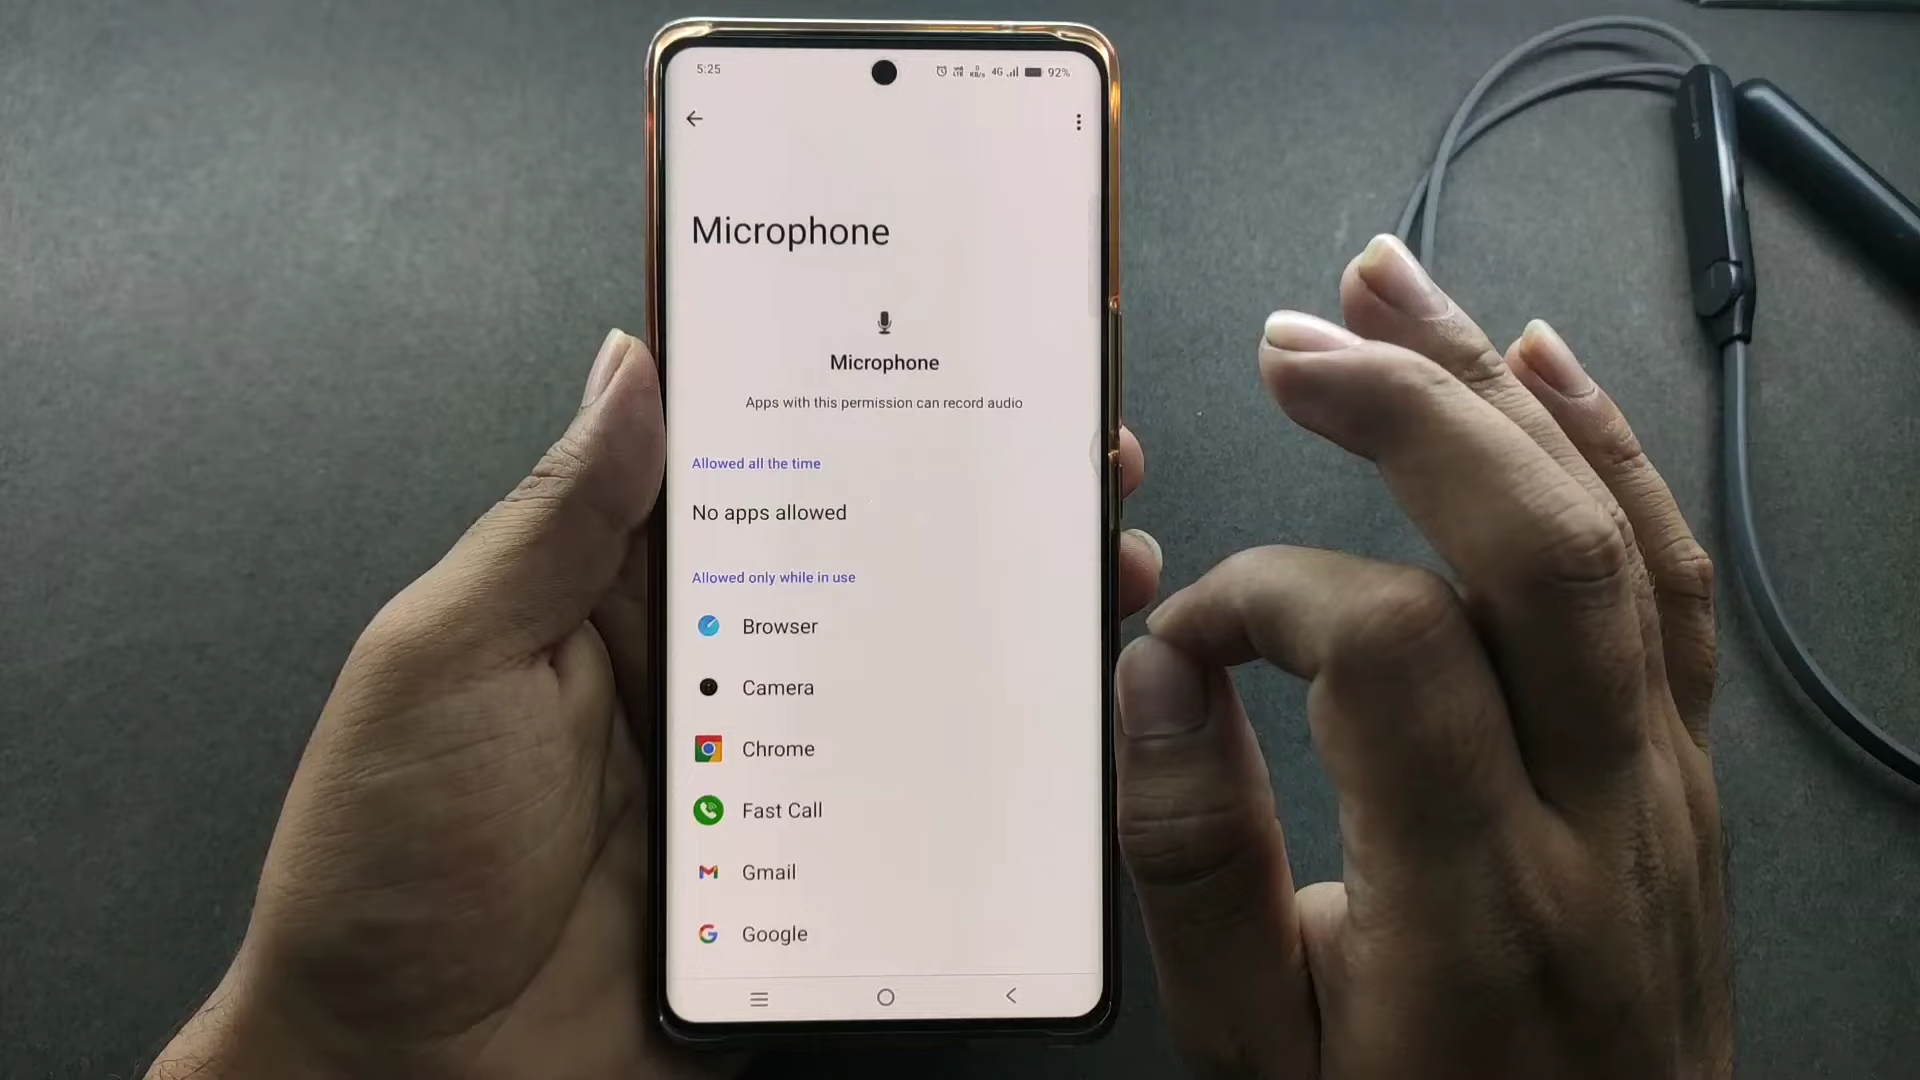 5:25
4G 92%
Microphone
Microphone
Apps with this permission can record audio
Allowed all the time
No apps allowed
Allowed only while in use
Browser
Camera
Chrome
Fast Call
Gmail
Google